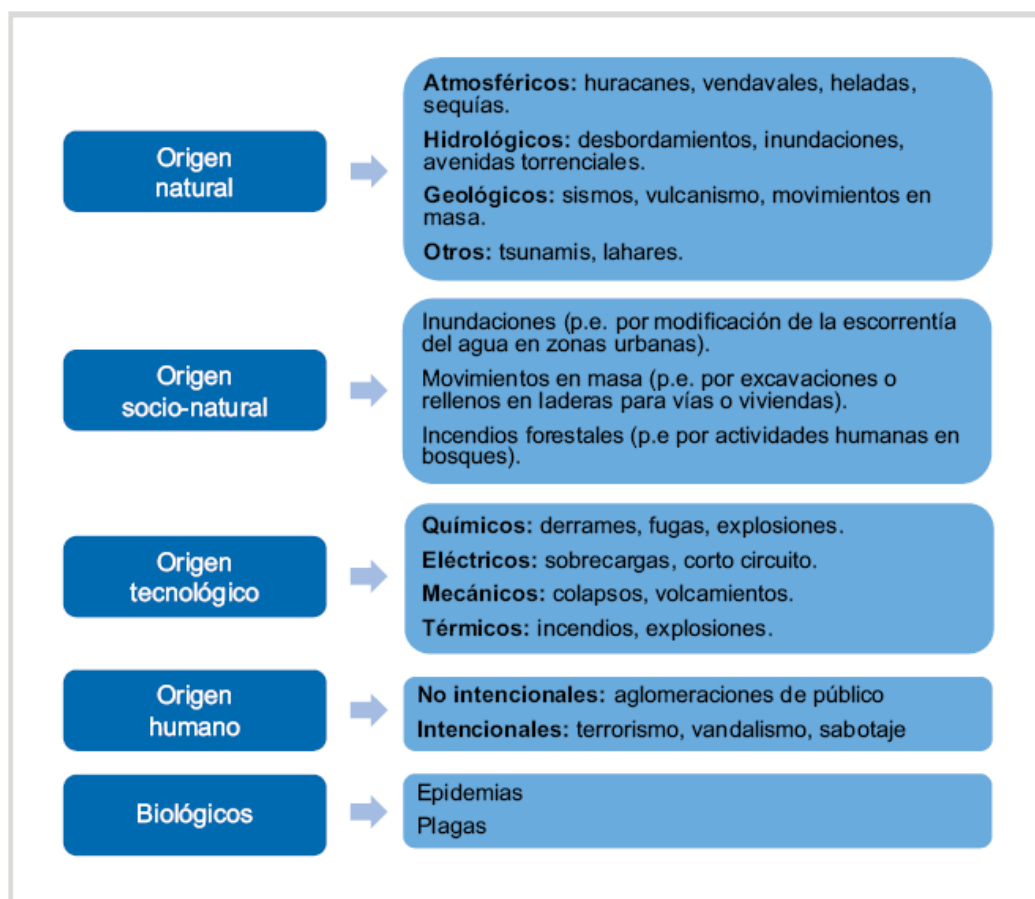 Origen
natural
Atmosféricos: huracanes, vendavales, heladas,
sequías.
Hidrológicos: desbordamientos, inundaciones,
avenidas torrenciales.
Geológicos: sismos, vulcanismo, movimientos en
masa.
Otros: tsunamis, lahares.
Origen
socio-natural
Inundaciones (p.e. por modificación de la escorrentía
del agua en zonas urbanas).
Movimientos en masa (p.e. por excavaciones o
rellenos en laderas para vías o viviendas).
Incendios forestales (p.e por actividades humanas en
bosques).
Origen
tecnológico
Químicos: derrames, fugas, explosiones.
Eléctricos: sobrecargas, corto circuito.
Mecánicos: colapsos, volcamientos.
Térmicos: incendios, explosiones.
Origen
humano
No intencionales: aglomeraciones de público
Intencionales: terrorismo, vandalismo, sabotaje
Biológicos
Epidemias
Plagas